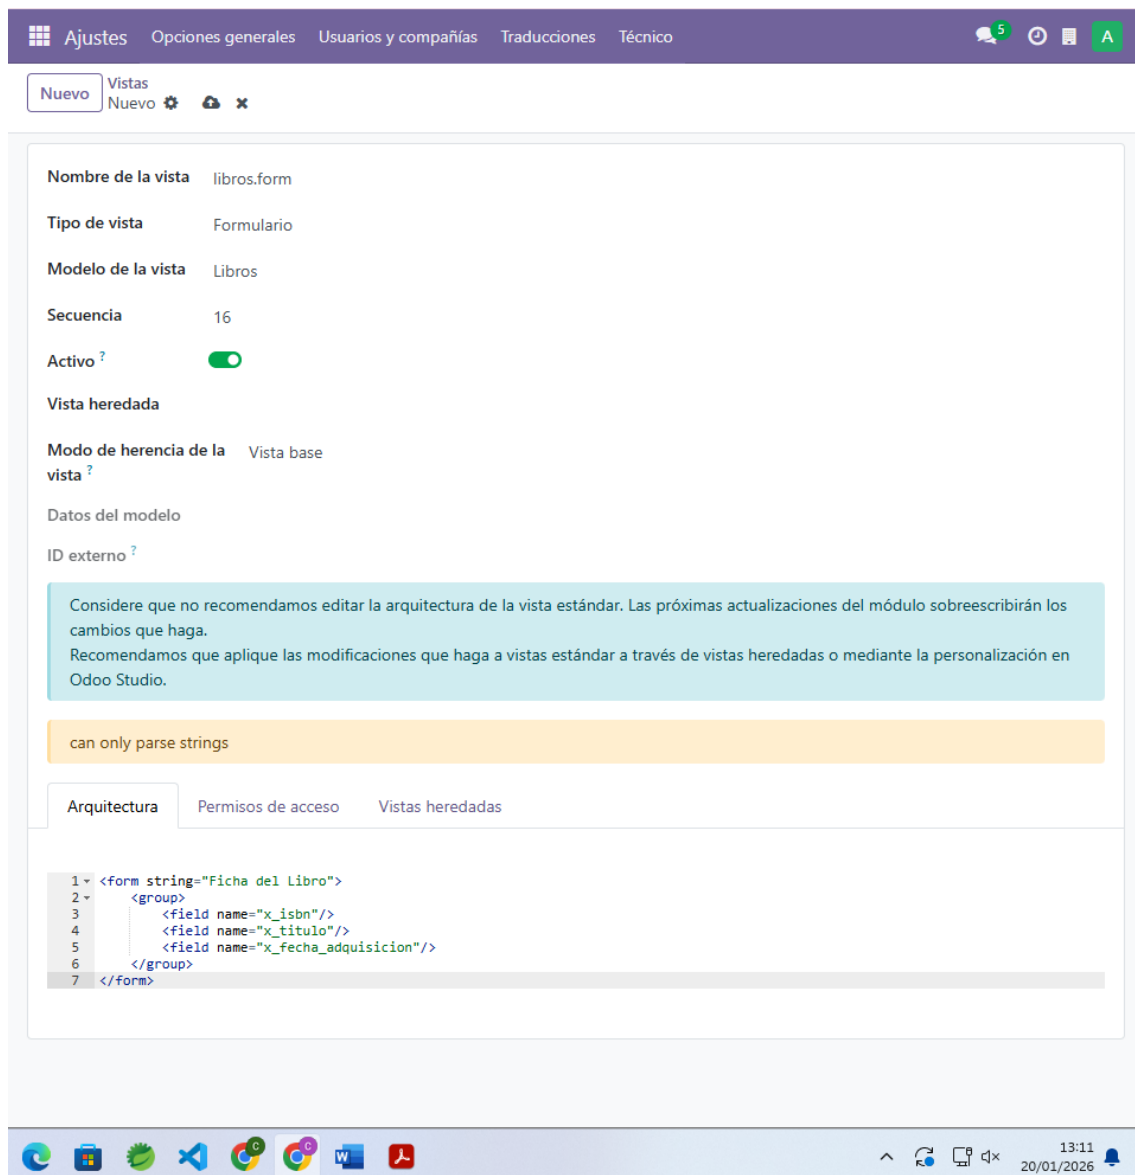 Ajustes Opciones generales Usuarios y compañías Traducciones Técnico 5 A
Nuevo
Vistas
Nuevo
Nombre de la vista libros.form
Tipo de vista Formulario
Modelo de la vista Libros
Secuencia 16
Activo ?
Vista heredada
Modo de herencia de la Vista base
vista ?
Datos del modelo
ID externo ?
Considere que no recomendamos editar la arquitectura de la vista estándar. Las próximas actualizaciones del módulo sobreescribirán los
cambios que haga.
Recomendamos que aplique las modificaciones que haga a vistas estándar a través de vistas heredadas o mediante la personalización en
Odoo Studio.
can only parse strings
Arquitectura Permisos de acceso Vistas heredadas
1 <form string="Ficha del Libro">
2 <group>
3 <field name="x_isbn"/>
4 <field name="x_titulo"/>
5 <field name="x_fecha_adquisicion"/>
6 </group>
7 </form>
C C W
13:11
20/01/2026